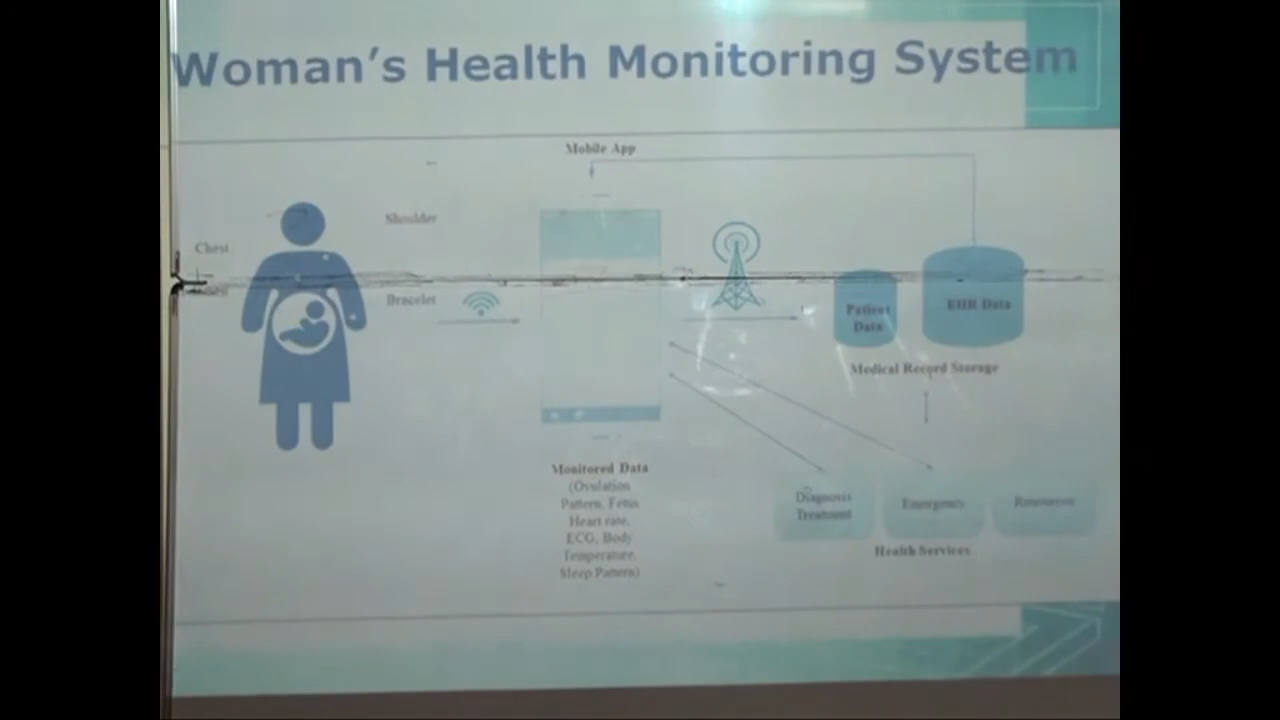 Woman's Health Monitoring System
Mobile App
Shoulder
Chest
Bracelet
Patient
Data
EHR Data
Medical Record Storage
Monitored Data
(Ovulation
Pattern, Fetus
Heart rate,
ECG, Body
Temperature,
Sleep Pattern)
Diagnosis
Treatment
Emergency
Resources
Health Services